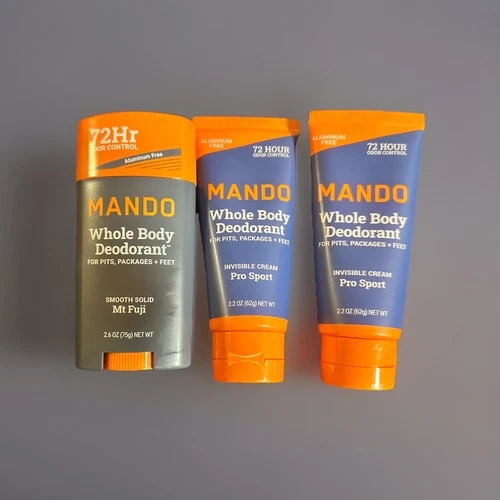 72Hr
ODOR CONTROL
Aluminum Free
MANDO
Whole Body
Deodorant™
FOR PITS, PACKAGES + FEET
SMOOTH SOLID
Mt Fuji
2.6 OZ (75g) NET WT
ALUMINUM
FREE
72 HOUR
ODOR CONTROL
MANDO
Whole Body
Deodorant
FOR PITS, PACKAGES + FEET
INVISIBLE CREAM
Pro Sport
2.2 OZ (62g) NET WT
ALUMINUM
FREE
72 HOUR
ODOR CONTROL
MANDO
Whole Body
Deodorant
FOR PITS, PACKAGES + FEET
INVISIBLE CREAM
Pro Sport
2.2 OZ (62g) NET WT